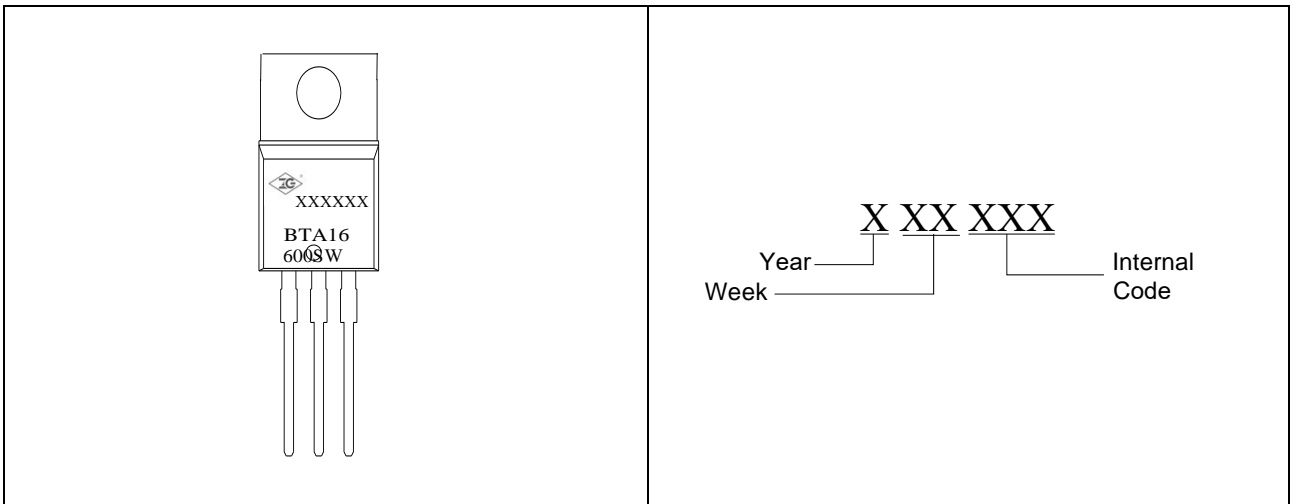 XXXXXX
BTA16
600SW
X XX XXX
Year
Week
Internal
Code